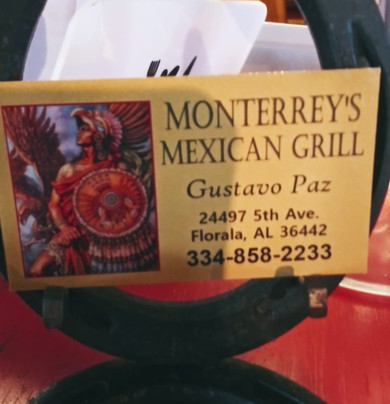 MONTERREY'S
MEXICAN GRILL
Gustavo Paz
24497 5th Ave.
Florala, AL 36442
334-858-2233